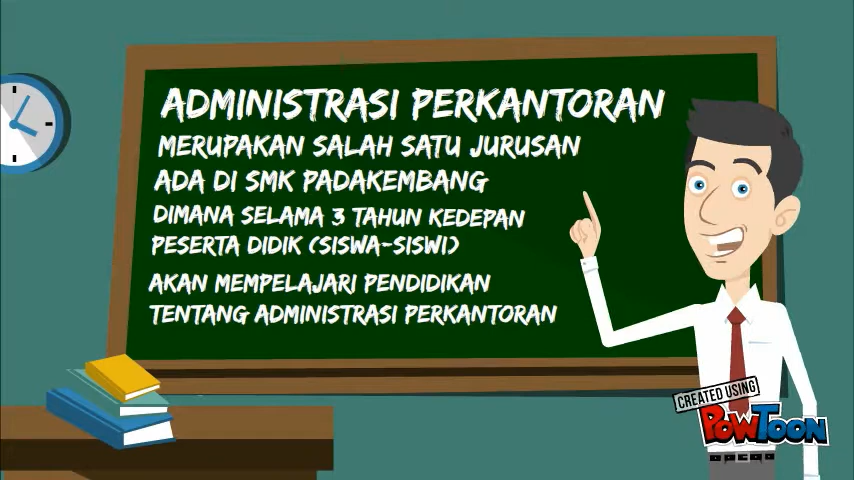 ADMINISTRASI PERKANTORAN
MERUPAKAN SALAH SATU JURUSAN
ADA DI SMK PADAKEMBANG
DIMANA SELAMA 3 TAHUN KEDEPAN
PESERTA DIDIK (SISWA-SISWI)
AKAN MEMPELAJARI PENDIDIKAN
TENTANG ADMINISTRASI PERKANTORAN
CREATED USING
POWTOON